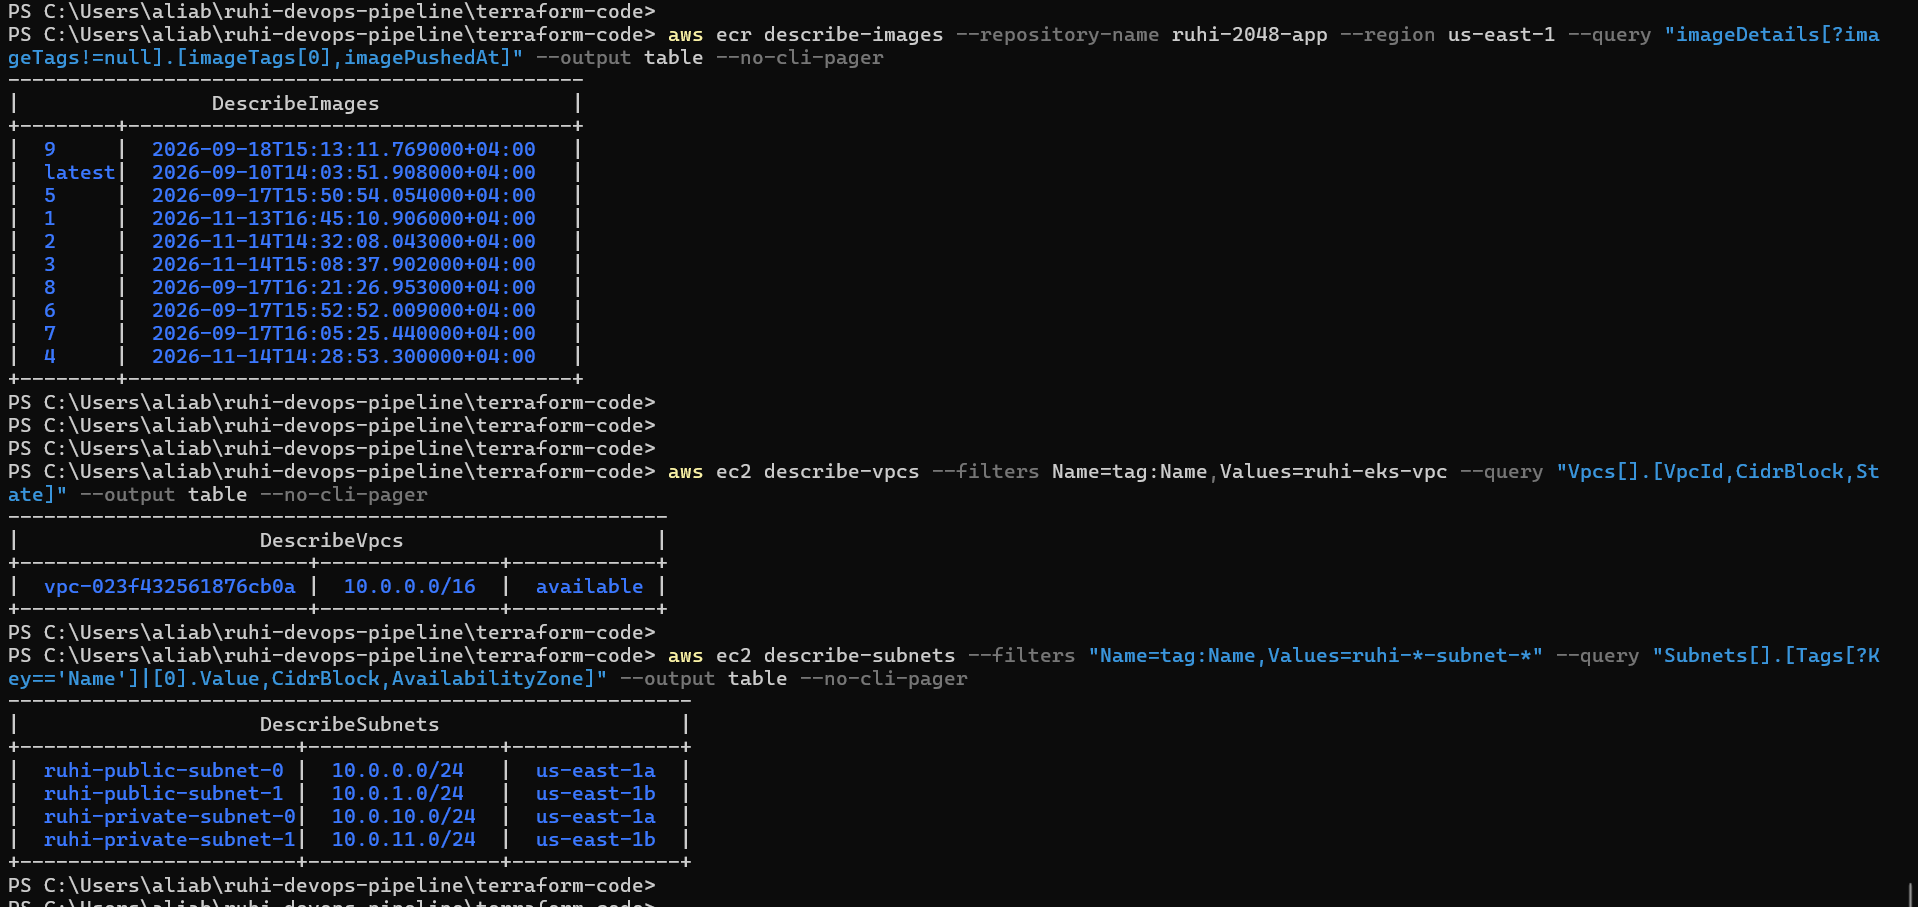 PS C:\Users\aliab\ruhi-devops-pipeline\terraform-code>
PS C:\Users\aliab\ruhi-devops-pipeline\terraform-code> aws ecr describe-images --repository-name ruhi-2048-app --region us-east-1 --query "imageDetails[?ima
geTags!=null].[imageTags[0],imagePushedAt]" --output table --no-cli-pager
------------------------------------------------
|                DescribeImages                |
+--------+--------------------------------------+
|  9     |  2026-09-18T15:13:11.769000+04:00   |
|  latest|  2026-09-10T14:03:51.908000+04:00   |
|  5     |  2026-09-17T15:50:54.054000+04:00   |
|  1     |  2026-11-13T16:45:10.906000+04:00   |
|  2     |  2026-11-14T14:32:08.043000+04:00   |
|  3     |  2026-11-14T15:08:37.902000+04:00   |
|  8     |  2026-09-17T16:21:26.953000+04:00   |
|  6     |  2026-09-17T15:52:52.009000+04:00   |
|  7     |  2026-09-17T16:05:25.440000+04:00   |
|  4     |  2026-11-14T14:28:53.300000+04:00   |
+--------+--------------------------------------+
PS C:\Users\aliab\ruhi-devops-pipeline\terraform-code>
PS C:\Users\aliab\ruhi-devops-pipeline\terraform-code>
PS C:\Users\aliab\ruhi-devops-pipeline\terraform-code>
PS C:\Users\aliab\ruhi-devops-pipeline\terraform-code> aws ec2 describe-vpcs --filters Name=tag:Name,Values=ruhi-eks-vpc --query "Vpcs[].[VpcId,CidrBlock,St
ate]" --output table --no-cli-pager
-------------------------------------------------------
|                    DescribeVpcs                     |
+------------------------+---------------+------------+
|  vpc-023f432561876cb0a |  10.0.0.0/16  |  available |
+------------------------+---------------+------------+
PS C:\Users\aliab\ruhi-devops-pipeline\terraform-code>
PS C:\Users\aliab\ruhi-devops-pipeline\terraform-code> aws ec2 describe-subnets --filters "Name=tag:Name,Values=ruhi-*-subnet-*" --query "Subnets[].[Tags[?K
ey=='Name']|[0].Value,CidrBlock,AvailabilityZone]" --output table --no-cli-pager
---------------------------------------------------------
|                    DescribeSubnets                    |
+-----------------------+----------------+--------------+
|  ruhi-public-subnet-0 |  10.0.0.0/24   |  us-east-1a  |
|  ruhi-public-subnet-1 |  10.0.1.0/24   |  us-east-1b  |
|  ruhi-private-subnet-0|  10.0.10.0/24  |  us-east-1a  |
|  ruhi-private-subnet-1|  10.0.11.0/24  |  us-east-1b  |
+-----------------------+----------------+--------------+
PS C:\Users\aliab\ruhi-devops-pipeline\terraform-code>
PS C:\Users\aliab\ruhi-devops-pipeline\terraform-code>